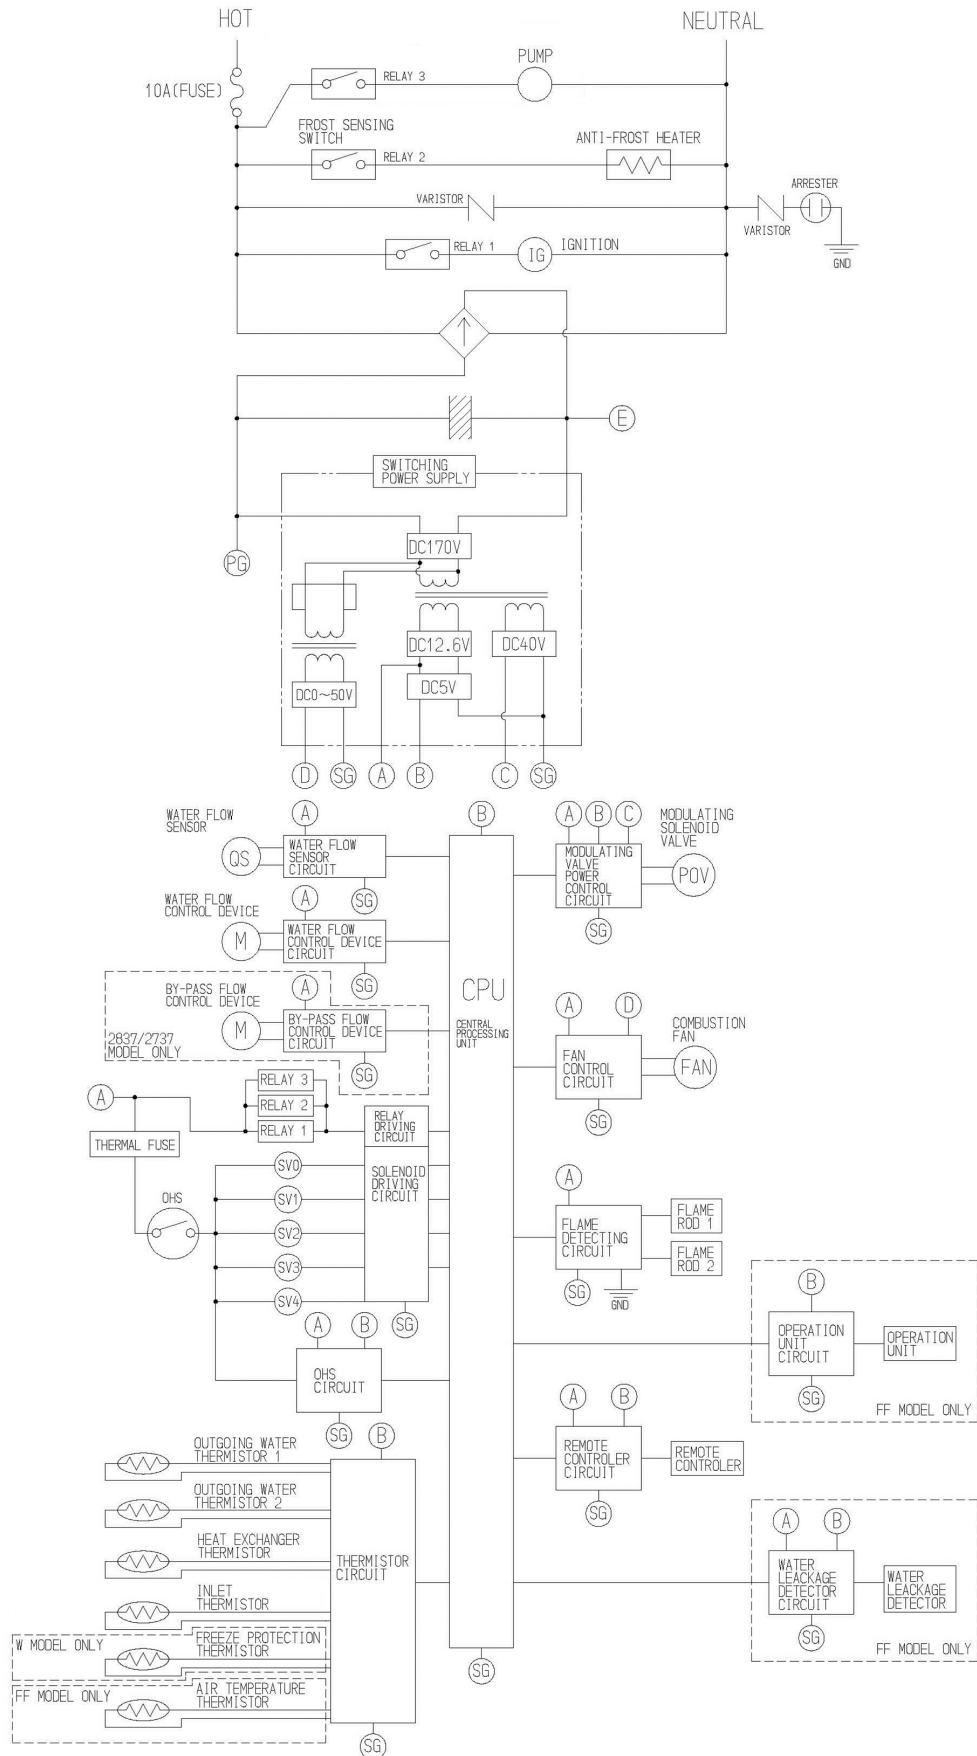 HOT
NEUTRAL
10A(FUSE)
RELAY 3
PUMP
FROST SENSING
SWITCH
RELAY 2
ANTI-FROST HEATER
VARISTOR
VARISTOR
ARRESTER
GND
RELAY 1
IG
IGNITION
E
SWITCHING
POWER SUPPLY
PG
DC170V
DC12.6V
DC40V
DC5V
DC0~50V
D
SG
A
B
C
SG
WATER FLOW
SENSOR
QS
A
WATER FLOW
SENSOR
CIRCUIT
SG
WATER FLOW
CONTROL DEVICE
M
A
WATER FLOW
CONTROL DEVICE
CIRCUIT
SG
BY-PASS FLOW
CONTROL DEVICE
M
A
BY-PASS FLOW
CONTROL DEVICE
CIRCUIT
SG
2837/2737
MODEL ONLY
B
CPU
CENTRAL
PROCESSING
UNIT
SG
A
B
C
MODULATING
SOLENOID
VALVE
MODULATING
VALVE
POWER
CONTROL
CIRCUIT
POV
SG
A
D
COMBUSTION
FAN
FAN
CONTROL
CIRCUIT
FAN
SG
A
THERMAL FUSE
OHS
RELAY 3
RELAY 2
RELAY 1
RELAY
DRIVING
CIRCUIT
SOLENOID
DRIVING
CIRCUIT
SV0
SV1
SV2
SV3
SV4
SG
A
B
OHS
CIRCUIT
SG
A
FLAME
DETECTING
CIRCUIT
FLAME
ROD 1
FLAME
ROD 2
SG
GND
B
OPERATION
UNIT
CIRCUIT
OPERATION
UNIT
SG
FF MODEL ONLY
A
B
REMOTE
CONTROLER
CIRCUIT
REMOTE
CONTROLER
SG
A
B
WATER
LEACKAGE
DETECTOR
CIRCUIT
WATER
LEACKAGE
DETECTOR
SG
FF MODEL ONLY
B
OUTGOING WATER
THERMISTOR 1
OUTGOING WATER
THERMISTOR 2
HEAT EXCHANGER
THERMISTOR
INLET
THERMISTOR
W MODEL ONLY
FREEZE PROTECTION
THERMISTOR
FF MODEL ONLY
AIR TEMPERATURE
THERMISTOR
THERMISTOR
CIRCUIT
SG